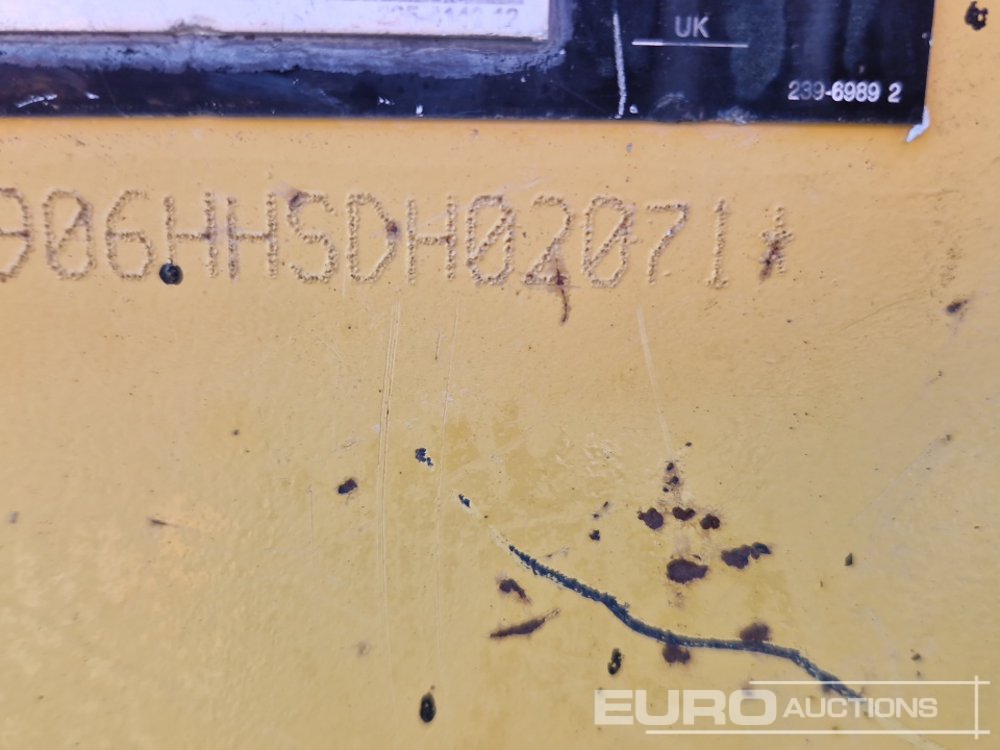 UK
239-6989 2
906HHSDH02071*
EURO AUCTIONS